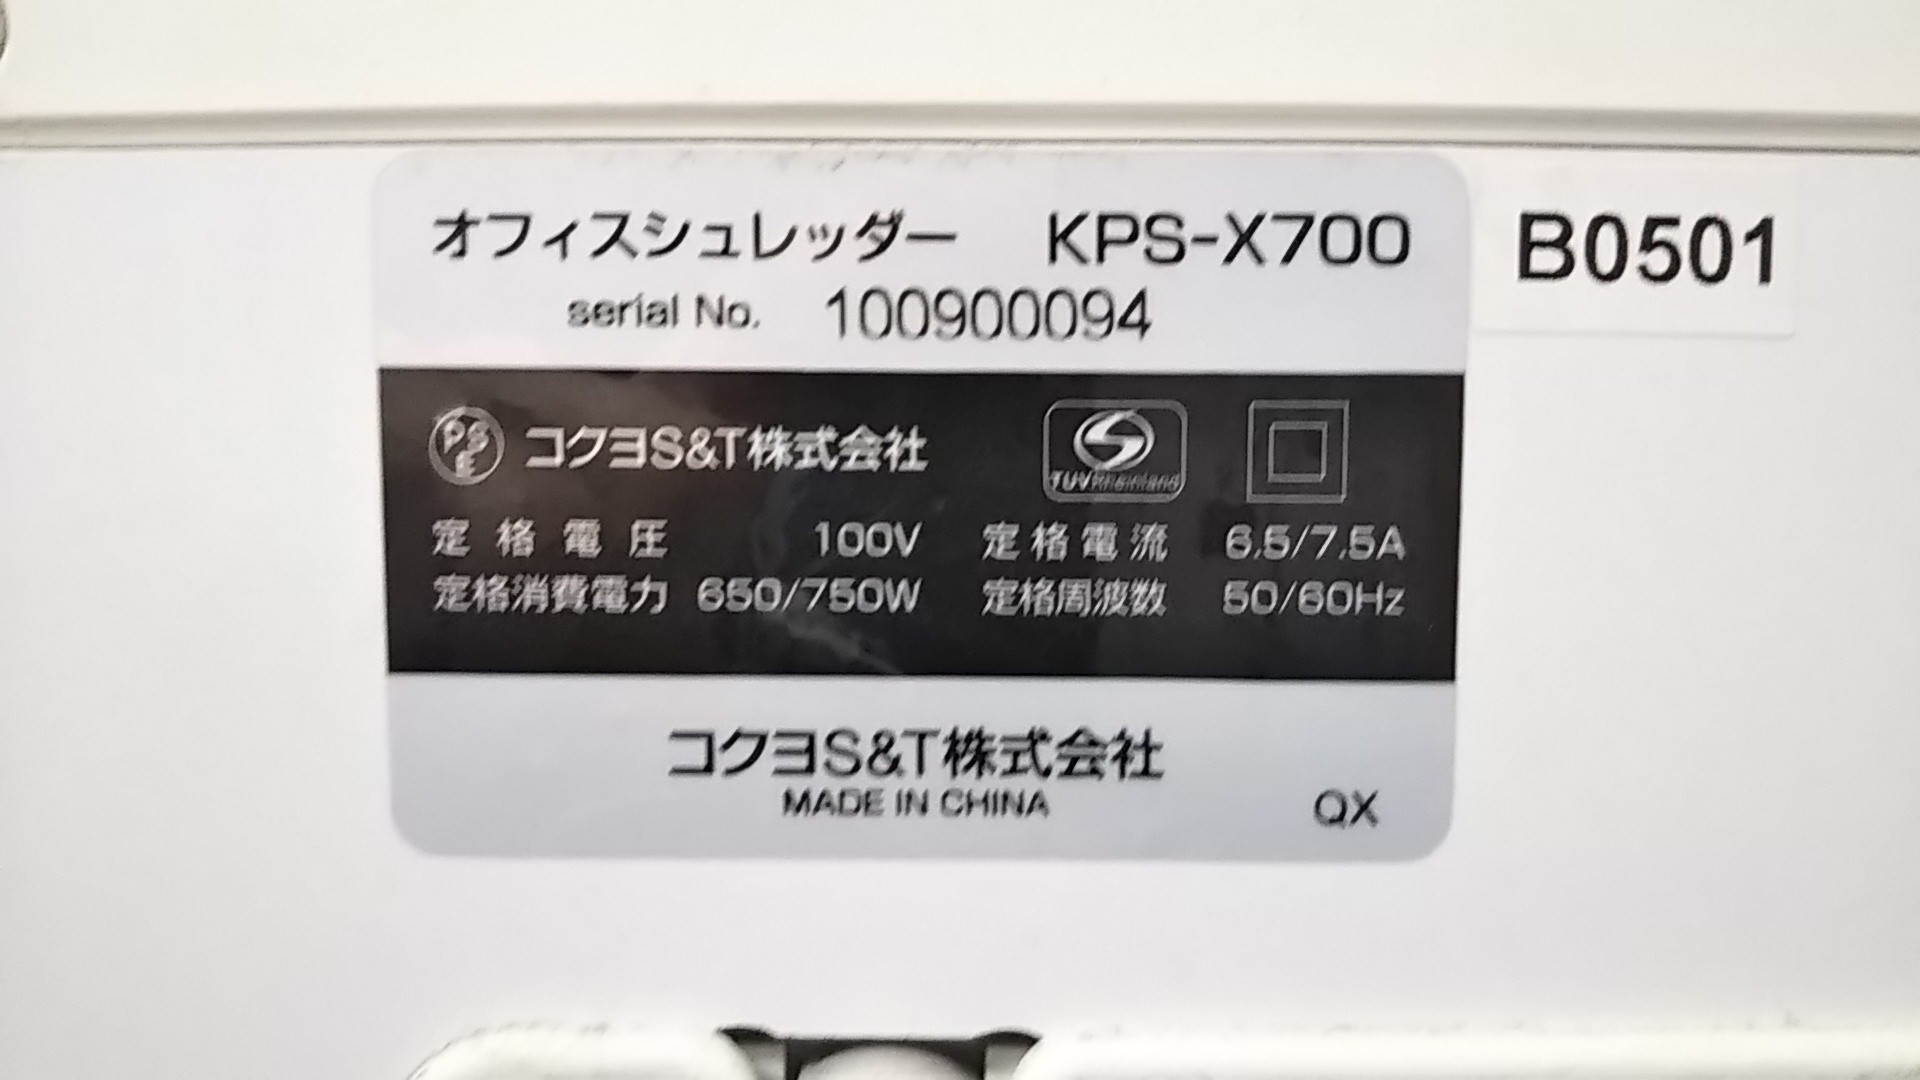 オフィスシュレッダー KPS-X700
B0501
serial No. 100900094
PSE コクヨS&T株式会社
TUVRheinland
定格電圧 100V 定格電流 6.5/7.5A
定格消費電力 650/750W 定格周波数 50/60Hz
コクヨS&T株式会社
MADE IN CHINA
QX